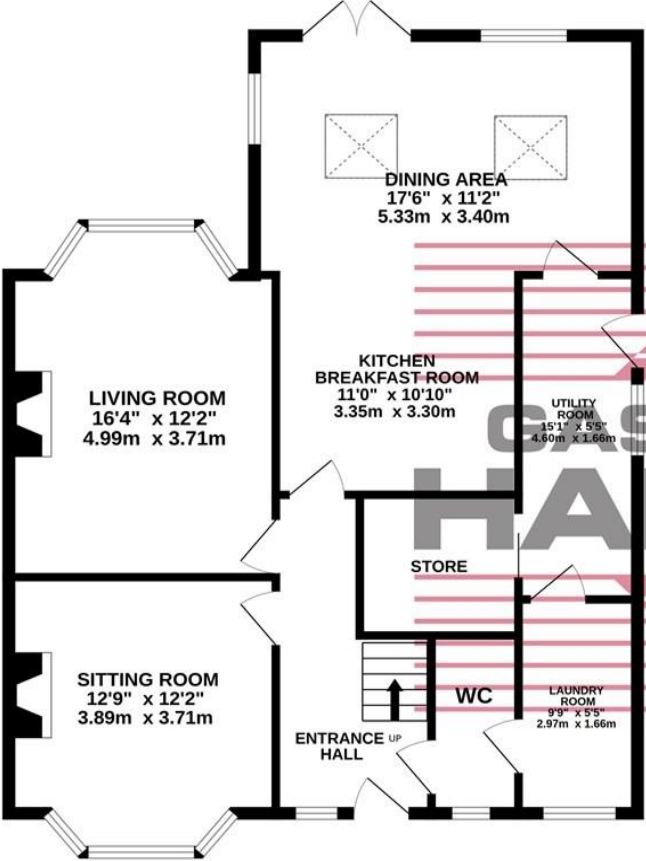 DINING AREA
17'6" x 11'2"
5.33m x 3.40m
KITCHEN
BREAKFAST ROOM
11'0" x 10'10"
3.35m x 3.30m
LIVING ROOM
16'4" x 12'2"
4.99m x 3.71m
UTILITY
ROOM
15'1" x 5'5"
4.60m x 1.66m
GAS
HA
STORE
SITTING ROOM
12'9" x 12'2"
3.89m x 3.71m
WC
LAUNDRY
ROOM
9'9" x 5'5"
2.97m x 1.66m
ENTRANCE
HALL
UP